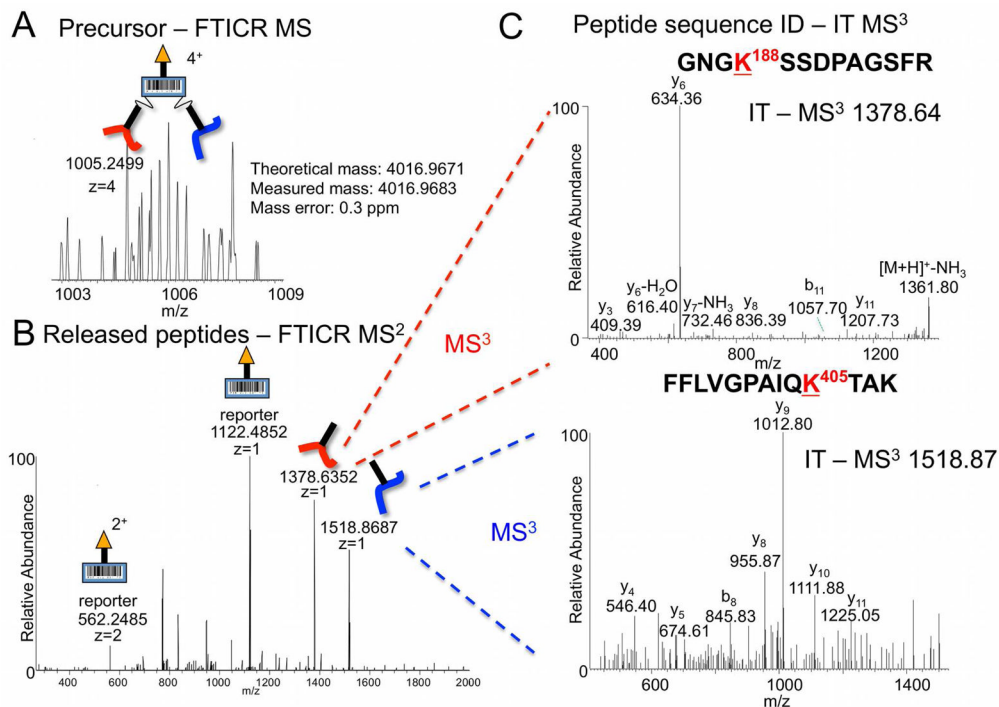 A Precursor – FTICR MS
4+
1005.2499
z=4
Theoretical mass: 4016.9671
Measured mass: 4016.9683
Mass error: 0.3 ppm
1003 1006 1009
m/z
B Released peptides – FTICR MS2
reporter
1122.4852
z=1
1378.6352
z=1
1518.8687
z=1
2+
reporter
562.2485
z=2
100
0
Relative Abundance
400 600 800 1000 1200 1400 1600 1800 2000
m/z
MS3
MS3
C Peptide sequence ID – IT MS3
GNGK188SSDPAGSFR
IT – MS3 1378.64
100
0
Relative Abundance
y6
634.36
y3
409.39
y6-H2O
616.40
y7-NH3
732.46
y8
836.39
b11
1057.70
y11
1207.73
[M+H]+-NH3
1361.80
400 800 1200
m/z
FFLVGPAIQK405TAK
IT – MS3 1518.87
100
0
Relative Abundance
y9
1012.80
y4
546.40
y5
674.61
b8
845.83
y8
955.87
y10
1111.88
y11
1225.05
600 1000 1400
m/z